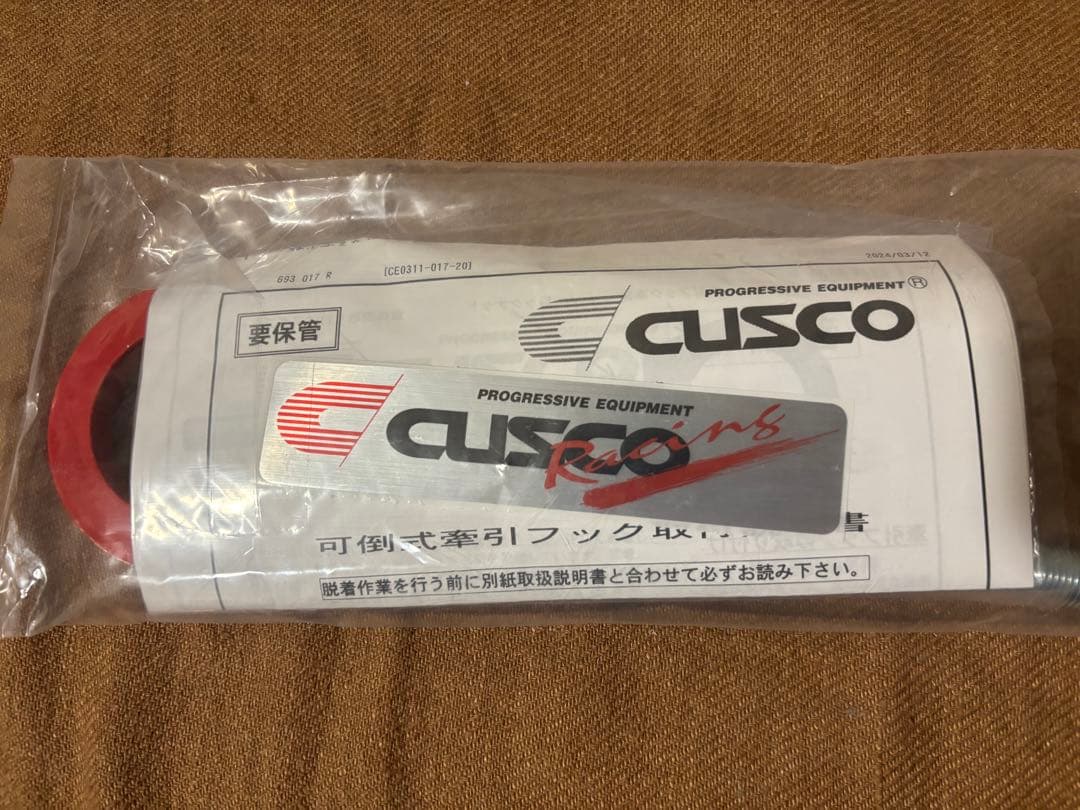 693 017 R [CE0311-017-20] 2024/03/12
要保管
PROGRESSIVE EQUIPMENT®
CUSCO
PROGRESSIVE EQUIPMENT
CUSCO Racing
可倒式牽引フック取付 書
脱着作業を行う前に別紙取扱説明書と合わせて必ずお読み下さい。